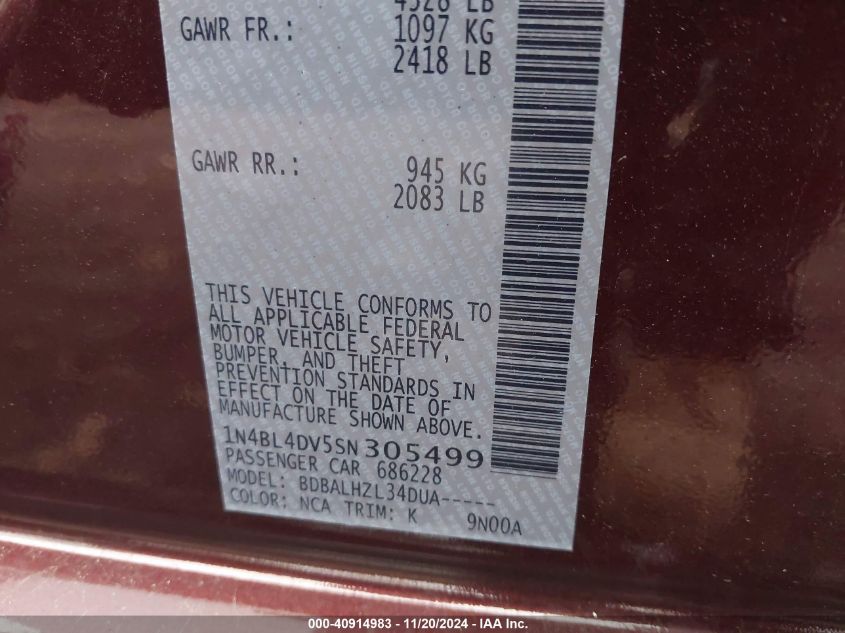 4528 LB
GAWR FR.: 1097 KG
2418 LB
GAWR RR.: 945 KG
2083 LB
THIS VEHICLE CONFORMS TO
ALL APPLICABLE FEDERAL
MOTOR VEHICLE SAFETY,
BUMPER, AND THEFT
PREVENTION STANDARDS IN
EFFECT ON THE DATE OF
MANUFACTURE SHOWN ABOVE.
1N4BL4DV5SN305499
PASSENGER CAR 686228
MODEL: BDBALHZL34DUA-----
COLOR: NCA TRIM: K 9N00A
000-40914983 - 11/20/2024 - IAA Inc.